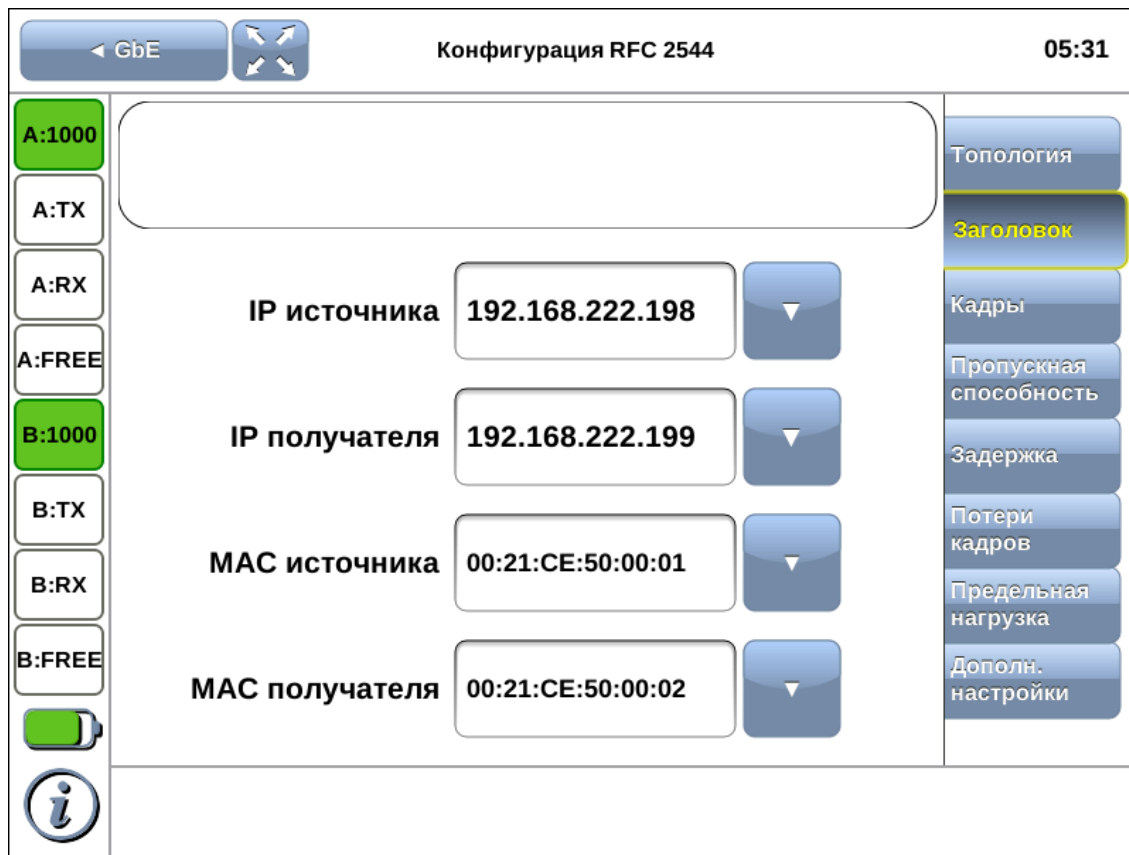 ◄ GbE
Конфигурация RFC 2544
05:31
A:1000
A:TX
A:RX
A:FREE
B:1000
B:TX
B:RX
B:FREE
i
IP источника
192.168.222.198
IP получателя
192.168.222.199
MAC источника
00:21:CE:50:00:01
MAC получателя
00:21:CE:50:00:02
Топология
Заголовок
Кадры
Пропускная
способность
Задержка
Потери
кадров
Предельная
нагрузка
Дополн.
настройки